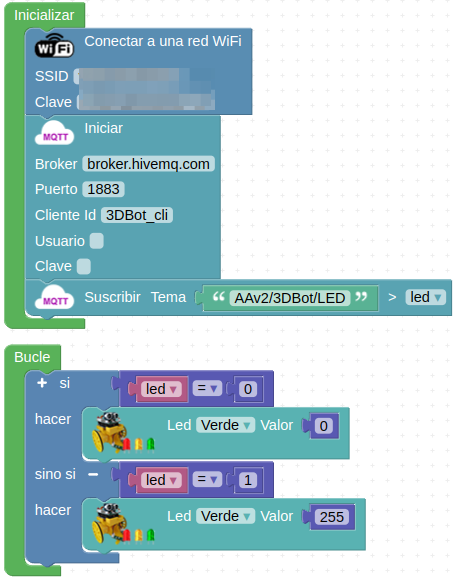 Inicializar
WiFi Conectar a una red WiFi
SSID
Clave
MQTT Iniciar
Broker broker.hivemq.com
Puerto 1883
Cliente Id 3DBot_cli
Usuario
Clave
MQTT Suscribir Tema “ AAv2/3DBot/LED ” > led ▾
Bucle
+ si led ▾ = ▾ 0
hacer Led Verde ▾ Valor 0
sino si − led ▾ = ▾ 1
hacer Led Verde ▾ Valor 255